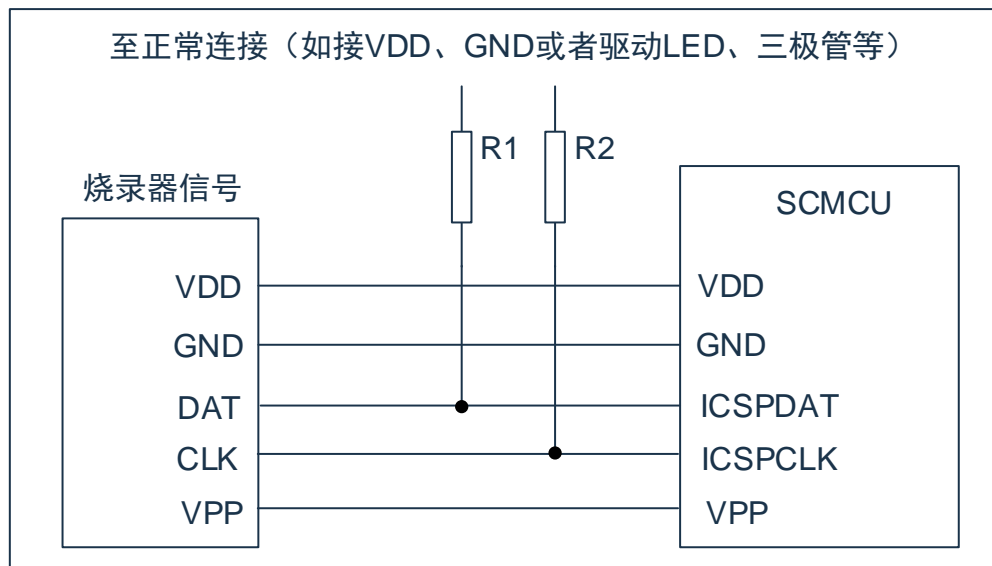 至正常连接（如接VDD、GND或者驱动LED、三极管等）
R1
R2
烧录器信号
SCMCU
VDD
VDD
GND
GND
DAT
ICSPDAT
CLK
ICSPCLK
VPP
VPP